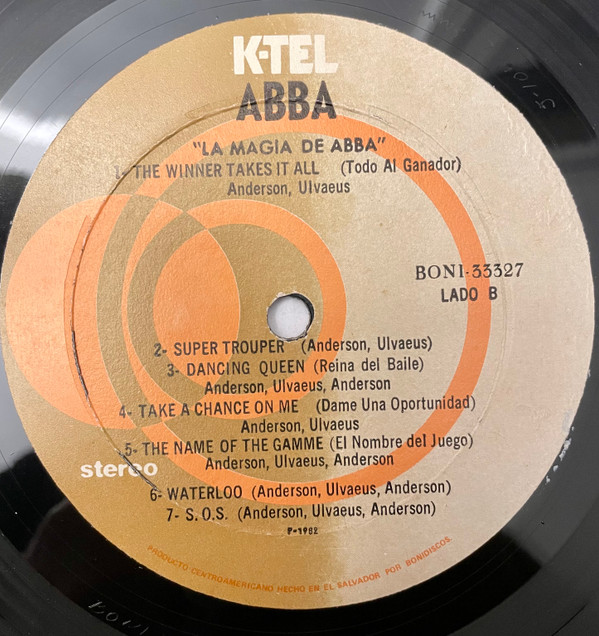 K-TEL
ABBA
"LA MAGIA DE ABBA"
1- THE WINNER TAKES IT ALL (Todo Al Ganador)
Anderson, Ulvaeus
BONI-33327
LADO B
2- SUPER TROUPER (Anderson, Ulvaeus)
3- DANCING QUEEN (Reina del Baile)
Anderson, Ulvaeus, Anderson
4- TAKE A CHANCE ON ME (Dame Una Oportunidad)
Anderson, Ulvaeus
5- THE NAME OF THE GAMME (El Nombre del Juego)
Anderson, Ulvaeus, Anderson
stereo
6- WATERLOO (Anderson, Ulvaeus, Anderson)
7- S.O.S. (Anderson, Ulvaeus, Anderson)
P-1982
PRODUCTO CENTROAMERICANO HECHO EN EL SALVADOR POR BONIDISCOS